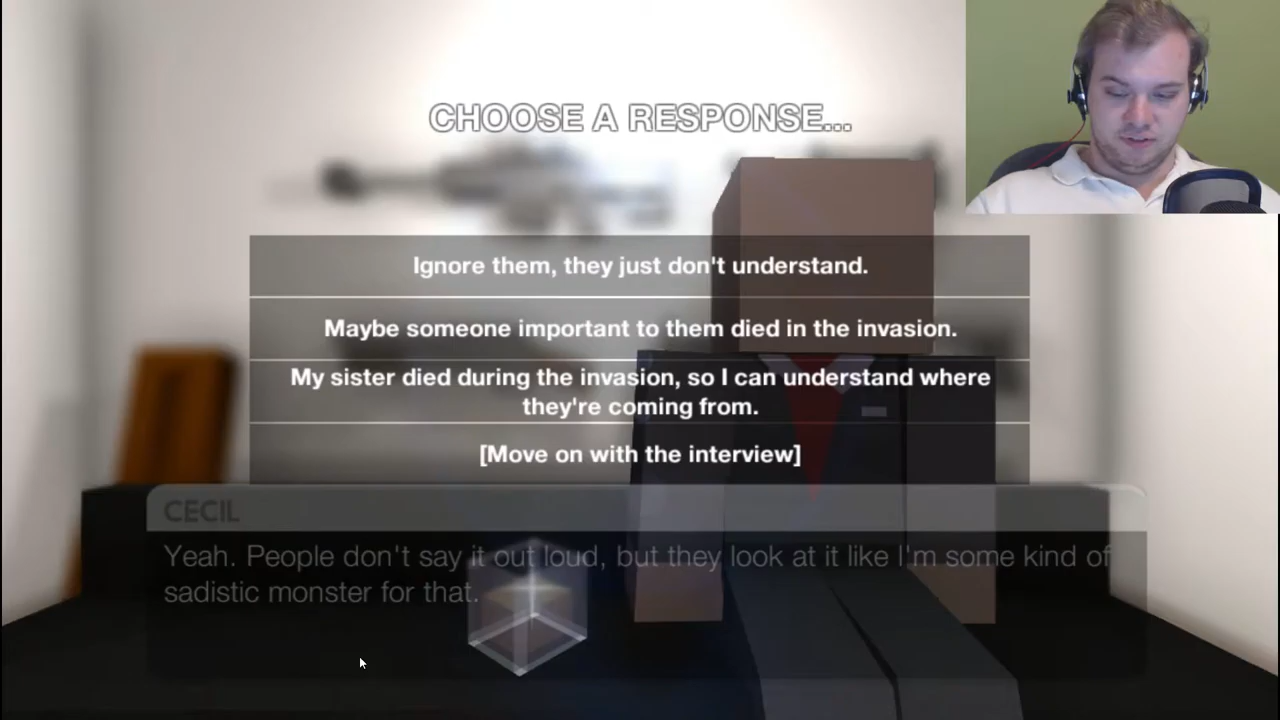 CHOOSE A RESPONSE...
Ignore them, they just don't understand.
Maybe someone important to them died in the invasion.
My sister died during the invasion, so I can understand where
they're coming from.
[Move on with the interview]
CECIL
Yeah. People don't say it out loud, but they look at it like I'm some kind of
sadistic monster for that.